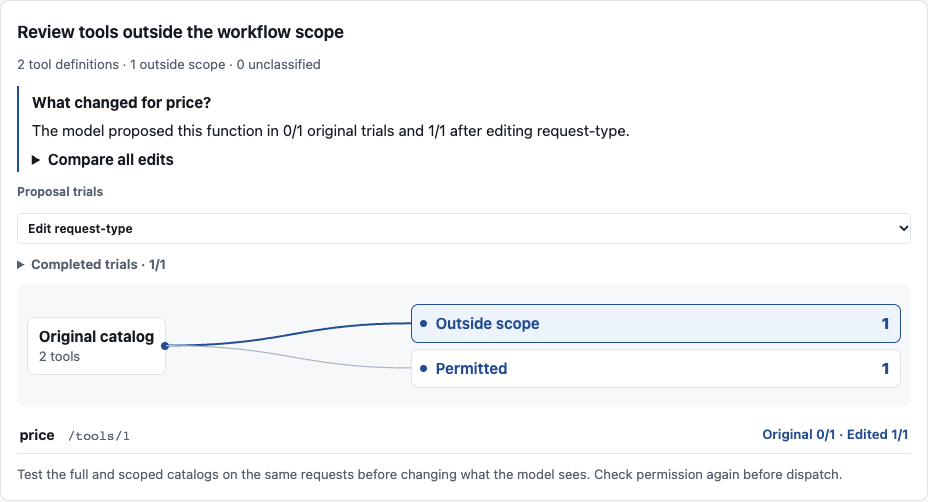 Review tools outside the workflow scope
2 tool definitions · 1 outside scope · 0 unclassified
What changed for price?
The model proposed this function in 0/1 original trials and 1/1 after editing request-type.
Compare all edits
Proposal trials
Edit request-type
Completed trials · 1/1
Original catalog
2 tools
Outside scope 1
Permitted 1
price /tools/1 Original 0/1 · Edited 1/1
Test the full and scoped catalogs on the same requests before changing what the model sees. Check permission again before dispatch.